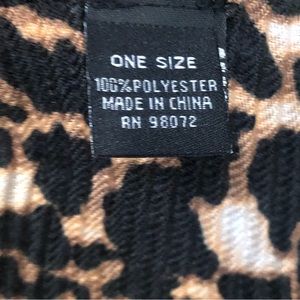 ONE SIZE
100%POLYESTER
MADE IN CHINA
RN 98072